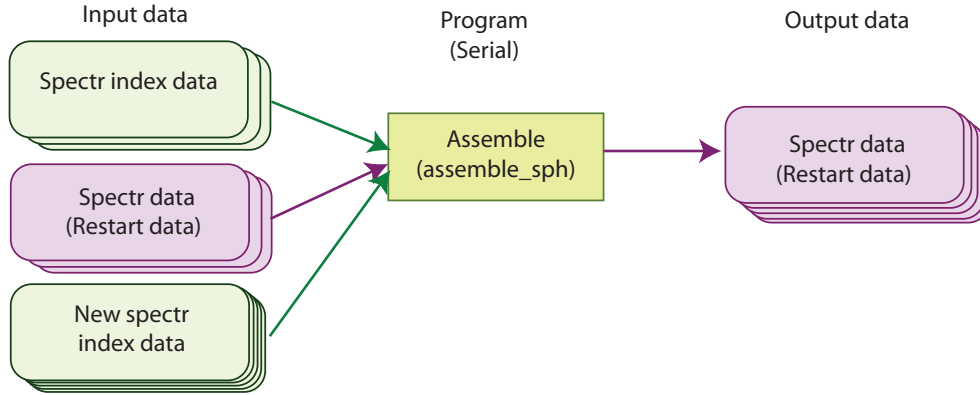 Input data
Program
(Serial)
Output data
Spectr index data
Spectr data
(Restart data)
New spectr
index data
Assemble
(assemble_sph)
Spectr data
(Restart data)